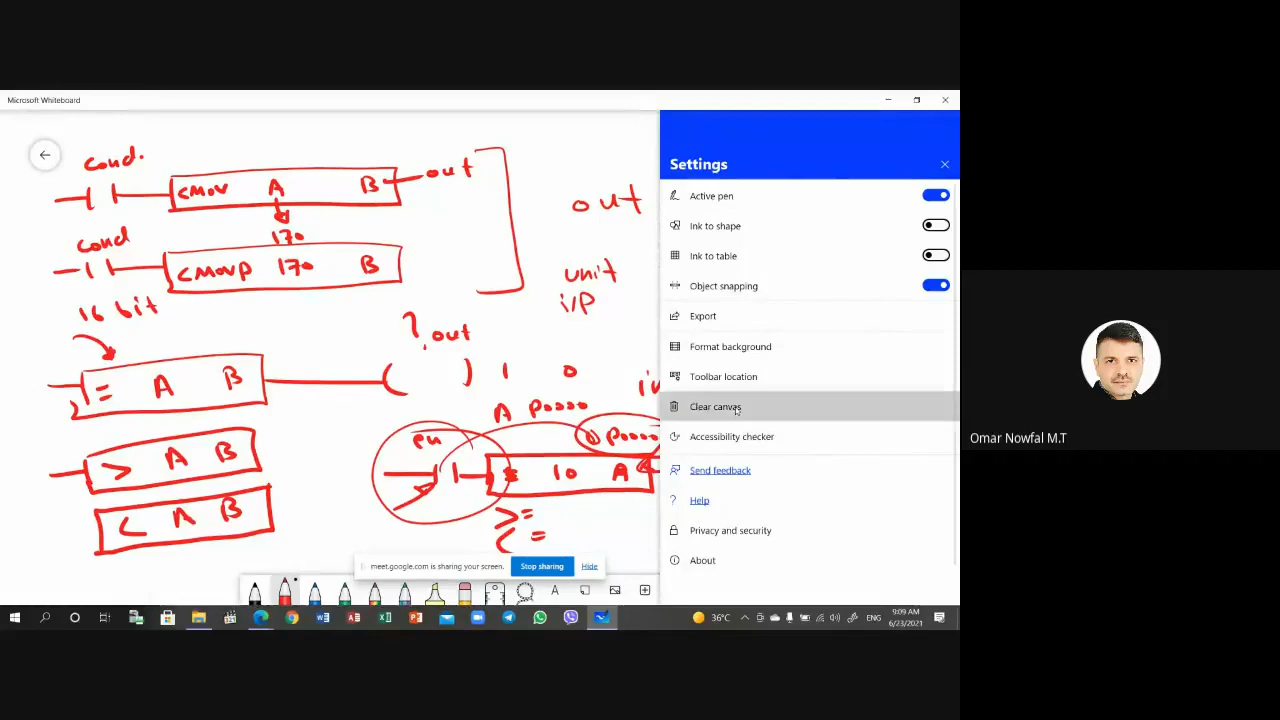 Microsoft Whiteboard
cond.
CMOV A B out
170
cond
CMOVP 170 B
16 bit
out
unit
i/P
? out
= A B ( ) 1 0
A P0000
P0000
en
= 10 A
> A B
< A B
>=
< =
Settings
Active pen
Ink to shape
Ink to table
Object snapping
Export
Format background
Toolbar location
Clear canvas
Accessibility checker
Send feedback
Help
Privacy and security
About
meet.google.com is sharing your screen. Stop sharing Hide
36°C ENG 9:09 AM
6/23/2021
Omar Nowfal M.T